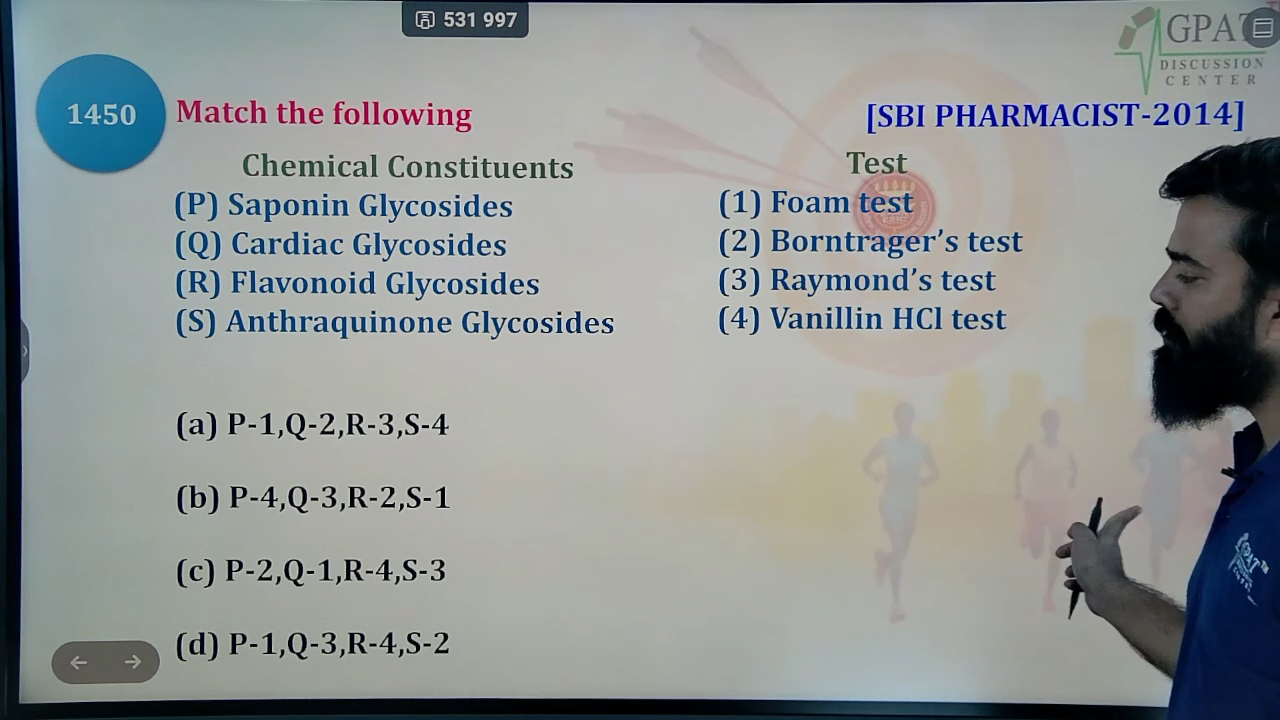 531 997
GPAT
DISCUSSION
CENTER
1450
Match the following
[SBI PHARMACIST-2014]
Chemical Constituents
Test
(P) Saponin Glycosides
(1) Foam test
(Q) Cardiac Glycosides
(2) Borntrager's test
(R) Flavonoid Glycosides
(3) Raymond's test
(S) Anthraquinone Glycosides
(4) Vanillin HCl test
(a) P-1,Q-2,R-3,S-4
(b) P-4,Q-3,R-2,S-1
(c) P-2,Q-1,R-4,S-3
(d) P-1,Q-3,R-4,S-2